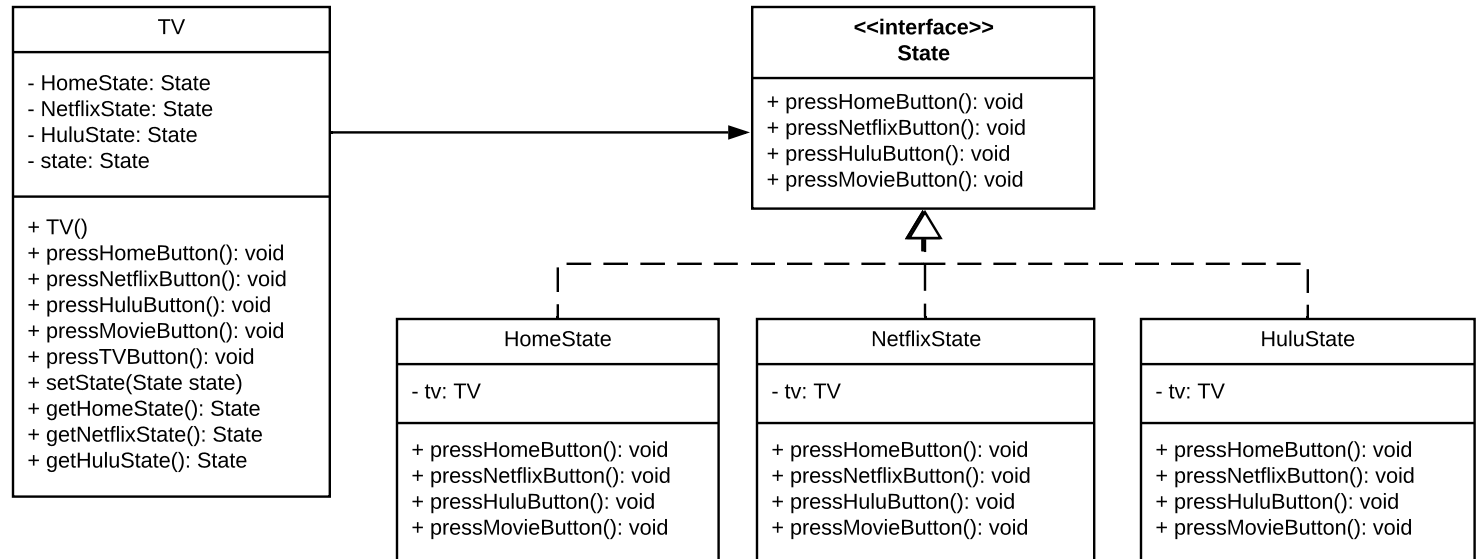 TV
- HomeState: State
- NetflixState: State
- HuluState: State
- state: State
+ TV()
+ pressHomeButton(): void
+ pressNetflixButton(): void
+ pressHuluButton(): void
+ pressMovieButton(): void
+ pressTVButton(): void
+ setState(State state)
+ getHomeState(): State
+ getNetflixState(): State
+ getHuluState(): State
<<interface>>
State
+ pressHomeButton(): void
+ pressNetflixButton(): void
+ pressHuluButton(): void
+ pressMovieButton(): void
HomeState
- tv: TV
+ pressHomeButton(): void
+ pressNetflixButton(): void
+ pressHuluButton(): void
+ pressMovieButton(): void
NetflixState
- tv: TV
+ pressHomeButton(): void
+ pressNetflixButton(): void
+ pressHuluButton(): void
+ pressMovieButton(): void
HuluState
- tv: TV
+ pressHomeButton(): void
+ pressNetflixButton(): void
+ pressHuluButton(): void
+ pressMovieButton(): void